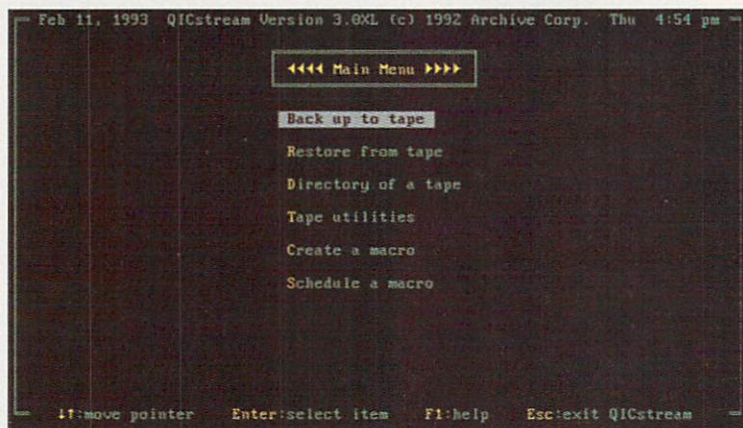 Feb 11, 1993 QICstream Version 3.0XL (c) 1992 Archive Corp. Thu 4:54 pm
◄◄◄◄ Main Menu ►►►►
Back up to tape
Restore from tape
Directory of a tape
Tape utilities
Create a macro
Schedule a macro
↓↑:move pointer Enter:select item F1:help Esc:exit QICstream